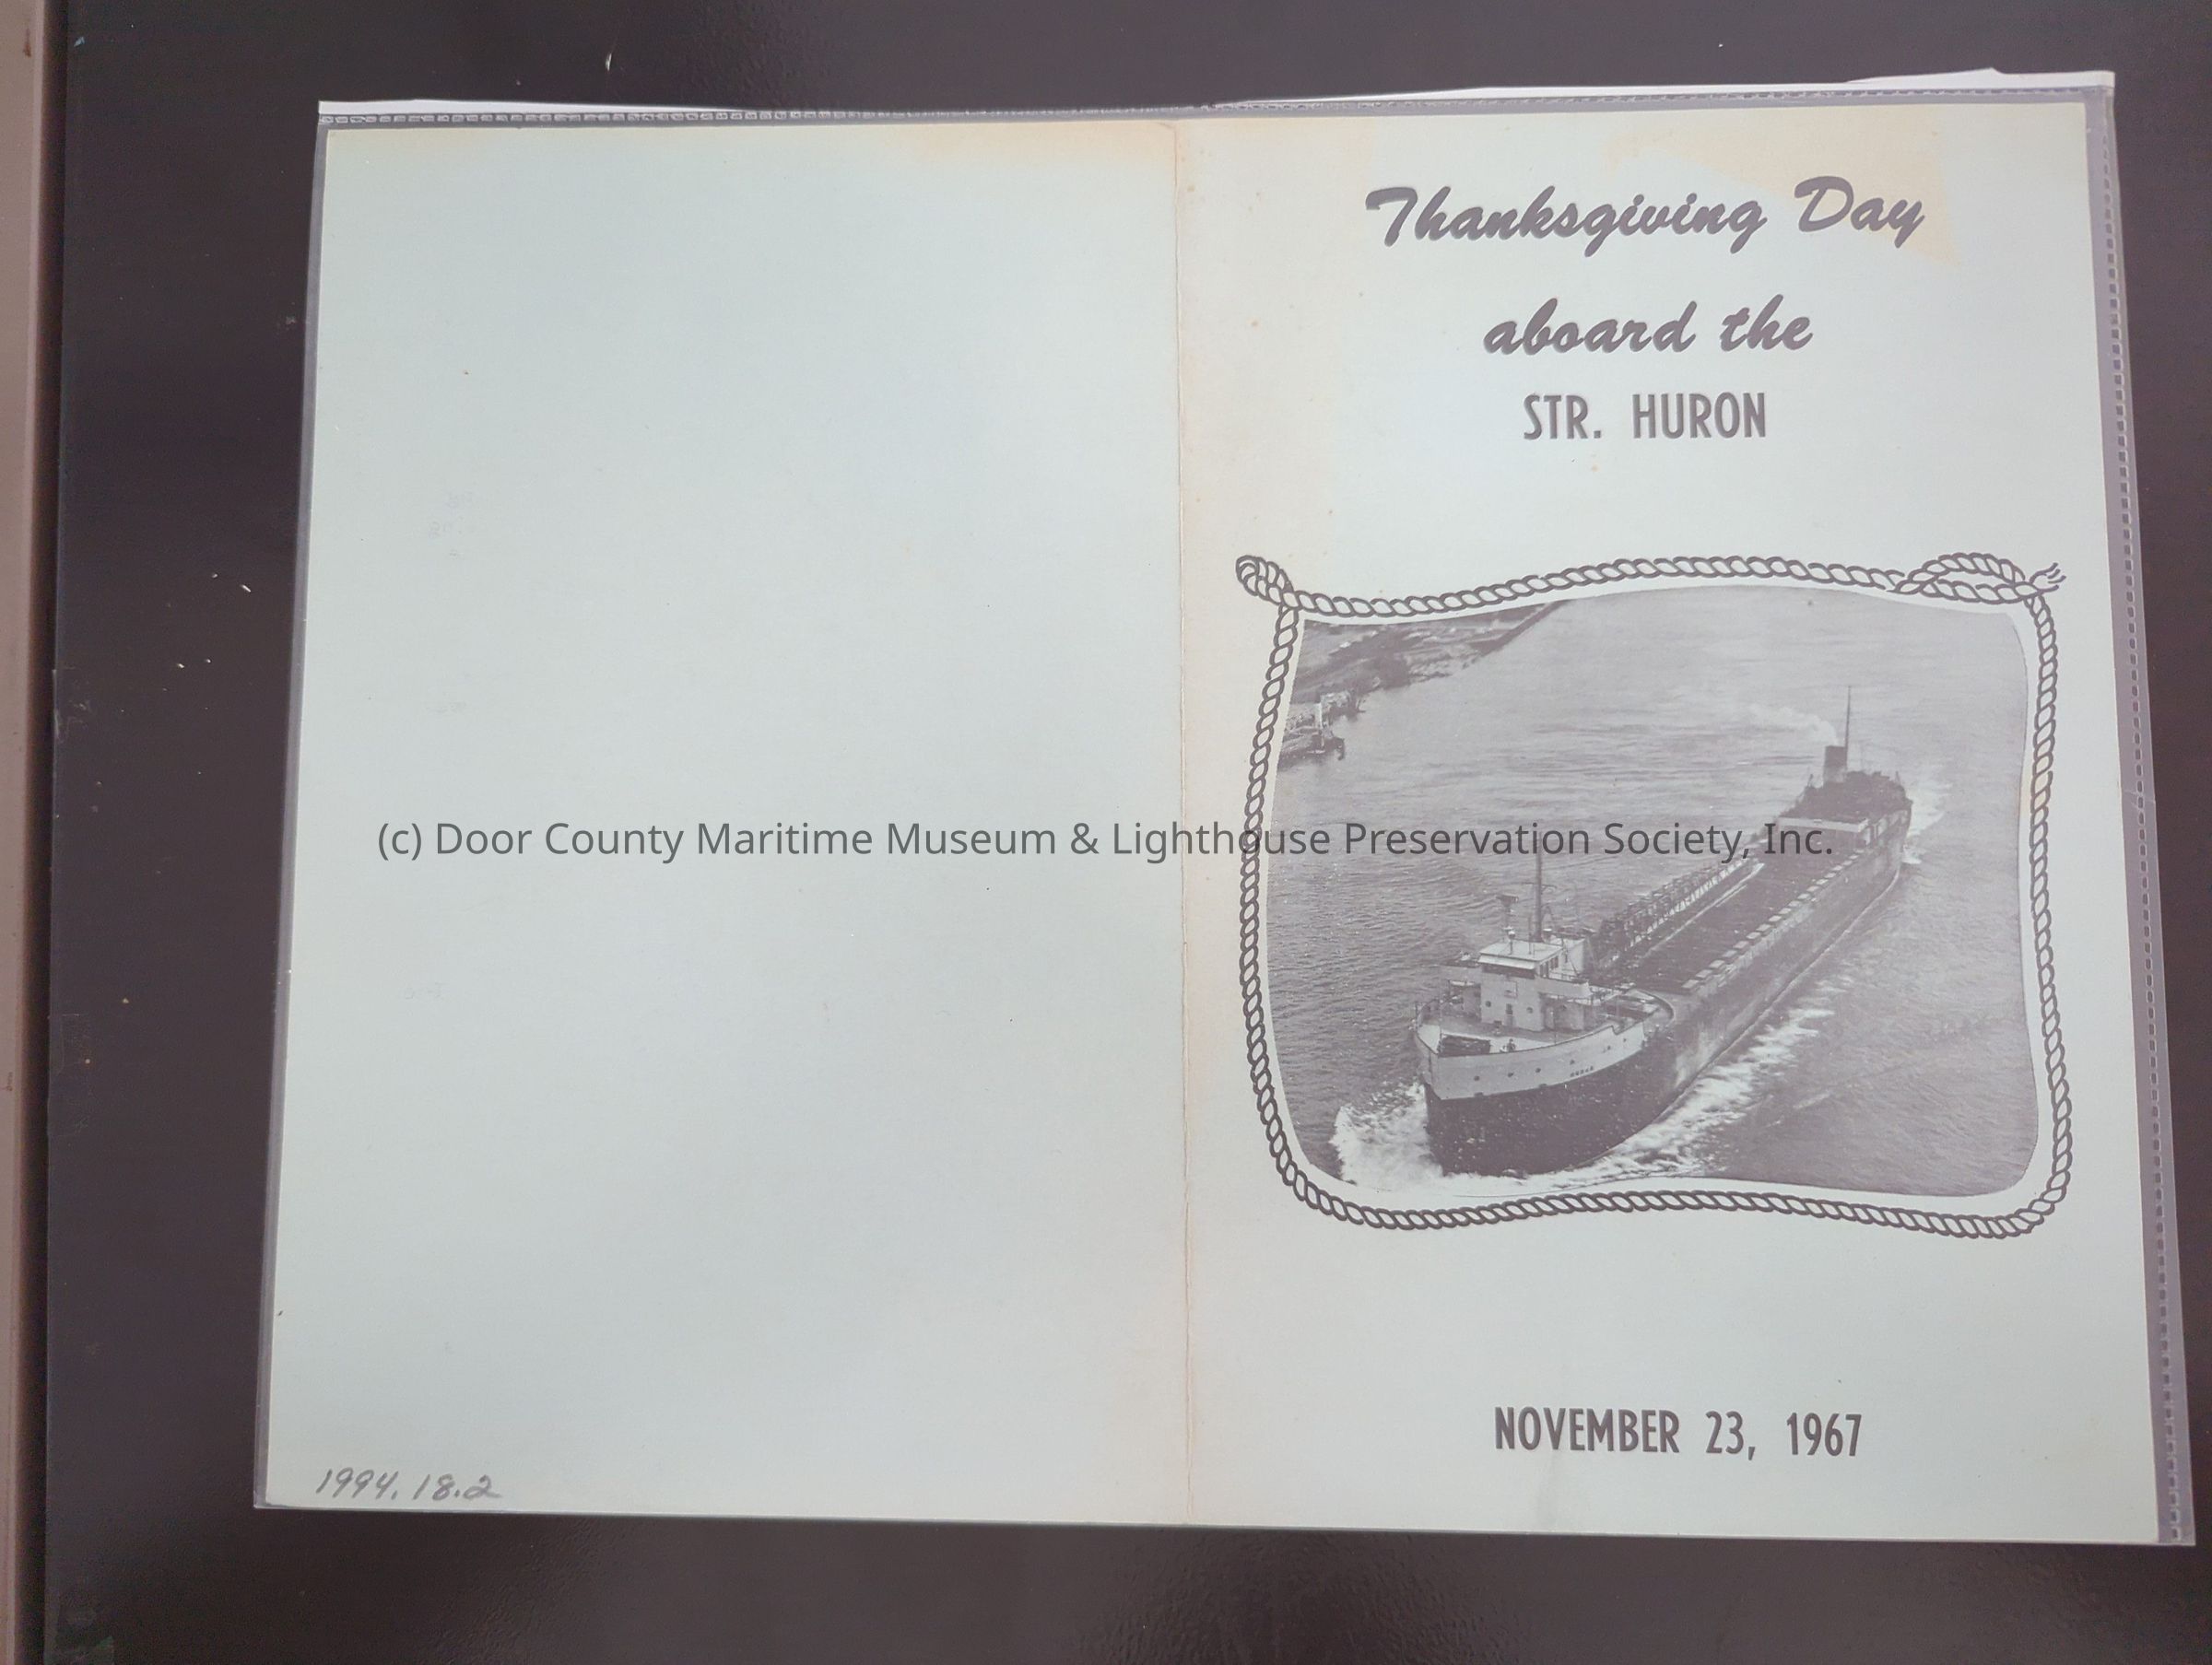 Thanksgiving Day
aboard the
STR. HURON
(c) Door County Maritime Museum & Lighthouse Preservation Society, Inc.
NOVEMBER 23, 1967
1994.18.2